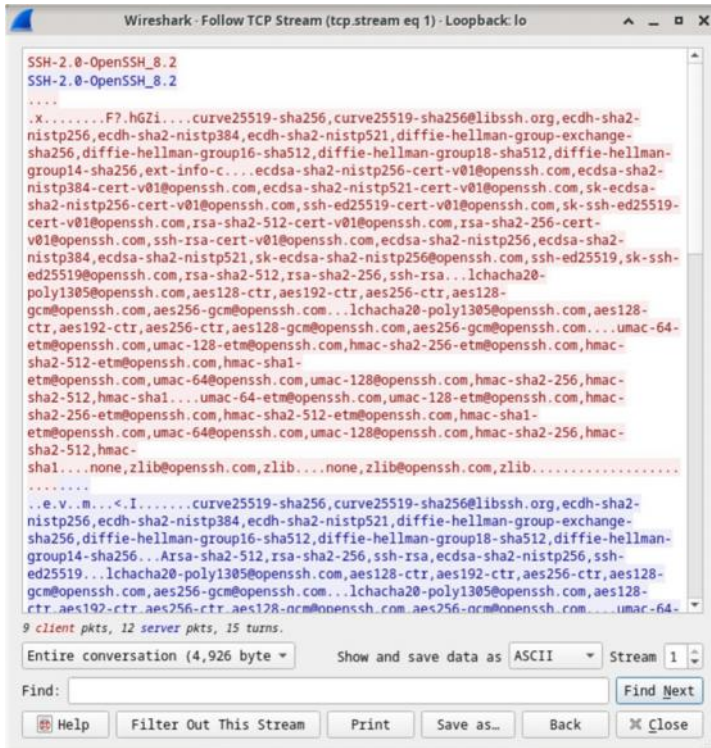 Wireshark · Follow TCP Stream (tcp.stream eq 1) · Loopback: lo
SSH-2.0-OpenSSH_8.2
SSH-2.0-OpenSSH_8.2
....
.x........F?.hGZi....curve25519-sha256,curve25519-sha256@libssh.org,ecdh-sha2-
nistp256,ecdh-sha2-nistp384,ecdh-sha2-nistp521,diffie-hellman-group-exchange-
sha256,diffie-hellman-group16-sha512,diffie-hellman-group18-sha512,diffie-hellman-
group14-sha256,ext-info-c....ecdsa-sha2-nistp256-cert-v01@openssh.com,ecdsa-sha2-
nistp384-cert-v01@openssh.com,ecdsa-sha2-nistp521-cert-v01@openssh.com,sk-ecdsa-
sha2-nistp256-cert-v01@openssh.com,ssh-ed25519-cert-v01@openssh.com,sk-ssh-ed25519-
cert-v01@openssh.com,rsa-sha2-512-cert-v01@openssh.com,rsa-sha2-256-cert-
v01@openssh.com,ssh-rsa-cert-v01@openssh.com,ecdsa-sha2-nistp256,ecdsa-sha2-
nistp384,ecdsa-sha2-nistp521,sk-ecdsa-sha2-nistp256@openssh.com,ssh-ed25519,sk-ssh-
ed25519@openssh.com,rsa-sha2-512,rsa-sha2-256,ssh-rsa...lchacha20-
poly1305@openssh.com,aes128-ctr,aes192-ctr,aes256-ctr,aes128-
gcm@openssh.com,aes256-gcm@openssh.com...lchacha20-poly1305@openssh.com,aes128-
ctr,aes192-ctr,aes256-ctr,aes128-gcm@openssh.com,aes256-gcm@openssh.com....umac-64-
etm@openssh.com,umac-128-etm@openssh.com,hmac-sha2-256-etm@openssh.com,hmac-
sha2-512-etm@openssh.com,hmac-sha1-
etm@openssh.com,umac-64@openssh.com,umac-128@openssh.com,hmac-sha2-256,hmac-
sha2-512,hmac-sha1....umac-64-etm@openssh.com,umac-128-etm@openssh.com,hmac-
sha2-256-etm@openssh.com,hmac-sha2-512-etm@openssh.com,hmac-sha1-
etm@openssh.com,umac-64@openssh.com,umac-128@openssh.com,hmac-sha2-256,hmac-
sha2-512,hmac-
sha1....none,zlib@openssh.com,zlib....none,zlib@openssh.com,zlib..................
........
..e.v..m...<.I.......curve25519-sha256,curve25519-sha256@libssh.org,ecdh-sha2-
nistp256,ecdh-sha2-nistp384,ecdh-sha2-nistp521,diffie-hellman-group-exchange-
sha256,diffie-hellman-group16-sha512,diffie-hellman-group18-sha512,diffie-hellman-
group14-sha256...Arsa-sha2-512,rsa-sha2-256,ssh-rsa,ecdsa-sha2-nistp256,ssh-
ed25519...lchacha20-poly1305@openssh.com,aes128-ctr,aes192-ctr,aes256-ctr,aes128-
gcm@openssh.com,aes256-gcm@openssh.com...lchacha20-poly1305@openssh.com,aes128-
ctr,aes192-ctr,aes256-ctr,aes128-gcm@openssh.com,aes256-gcm@openssh.com....umac-64-
9 client pkts, 12 server pkts, 15 turns.
Entire conversation (4,926 byte Show and save data as ASCII Stream 1
Find: Find Next
Help Filter Out This Stream Print Save as… Back Close